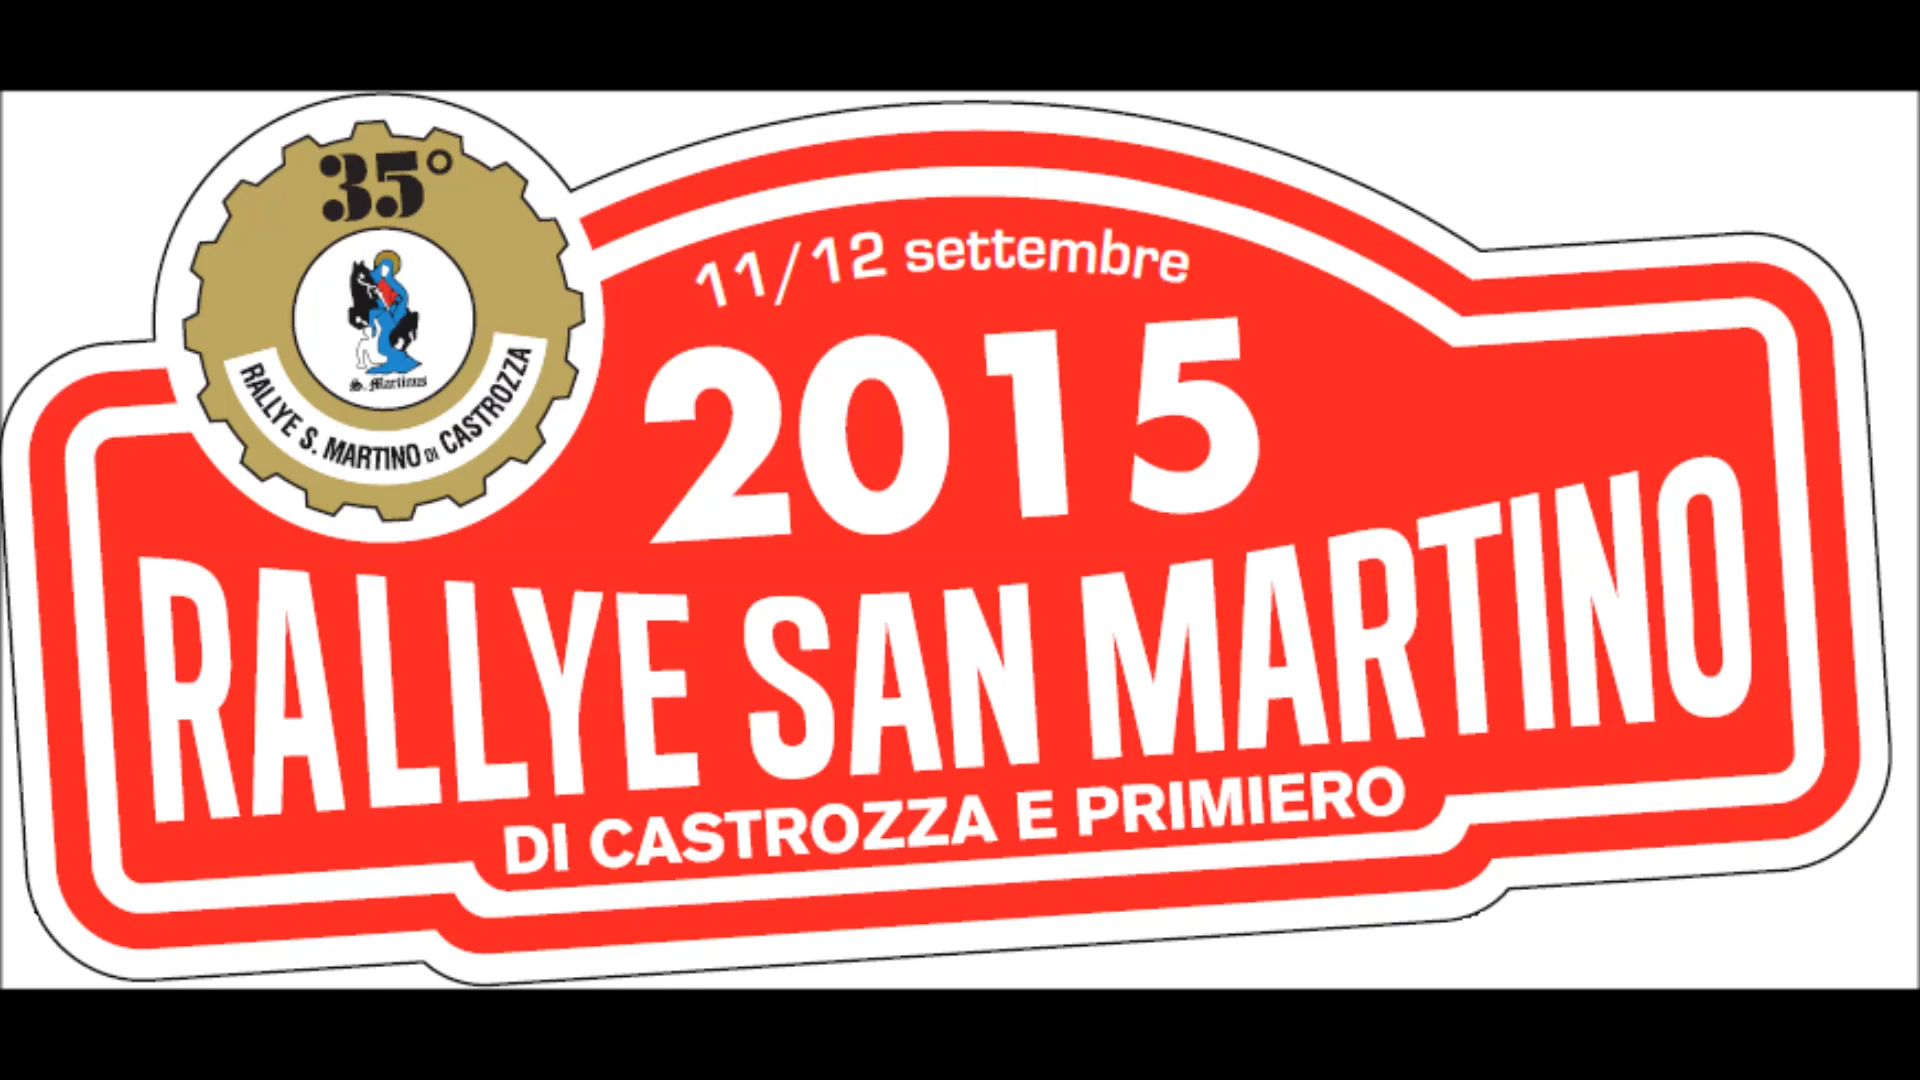 35°
S. Martinus
RALLYE S. MARTINO DI CASTROZZA
11/12 settembre
2015
RALLYE SAN MARTINO
DI CASTROZZA E PRIMIERO